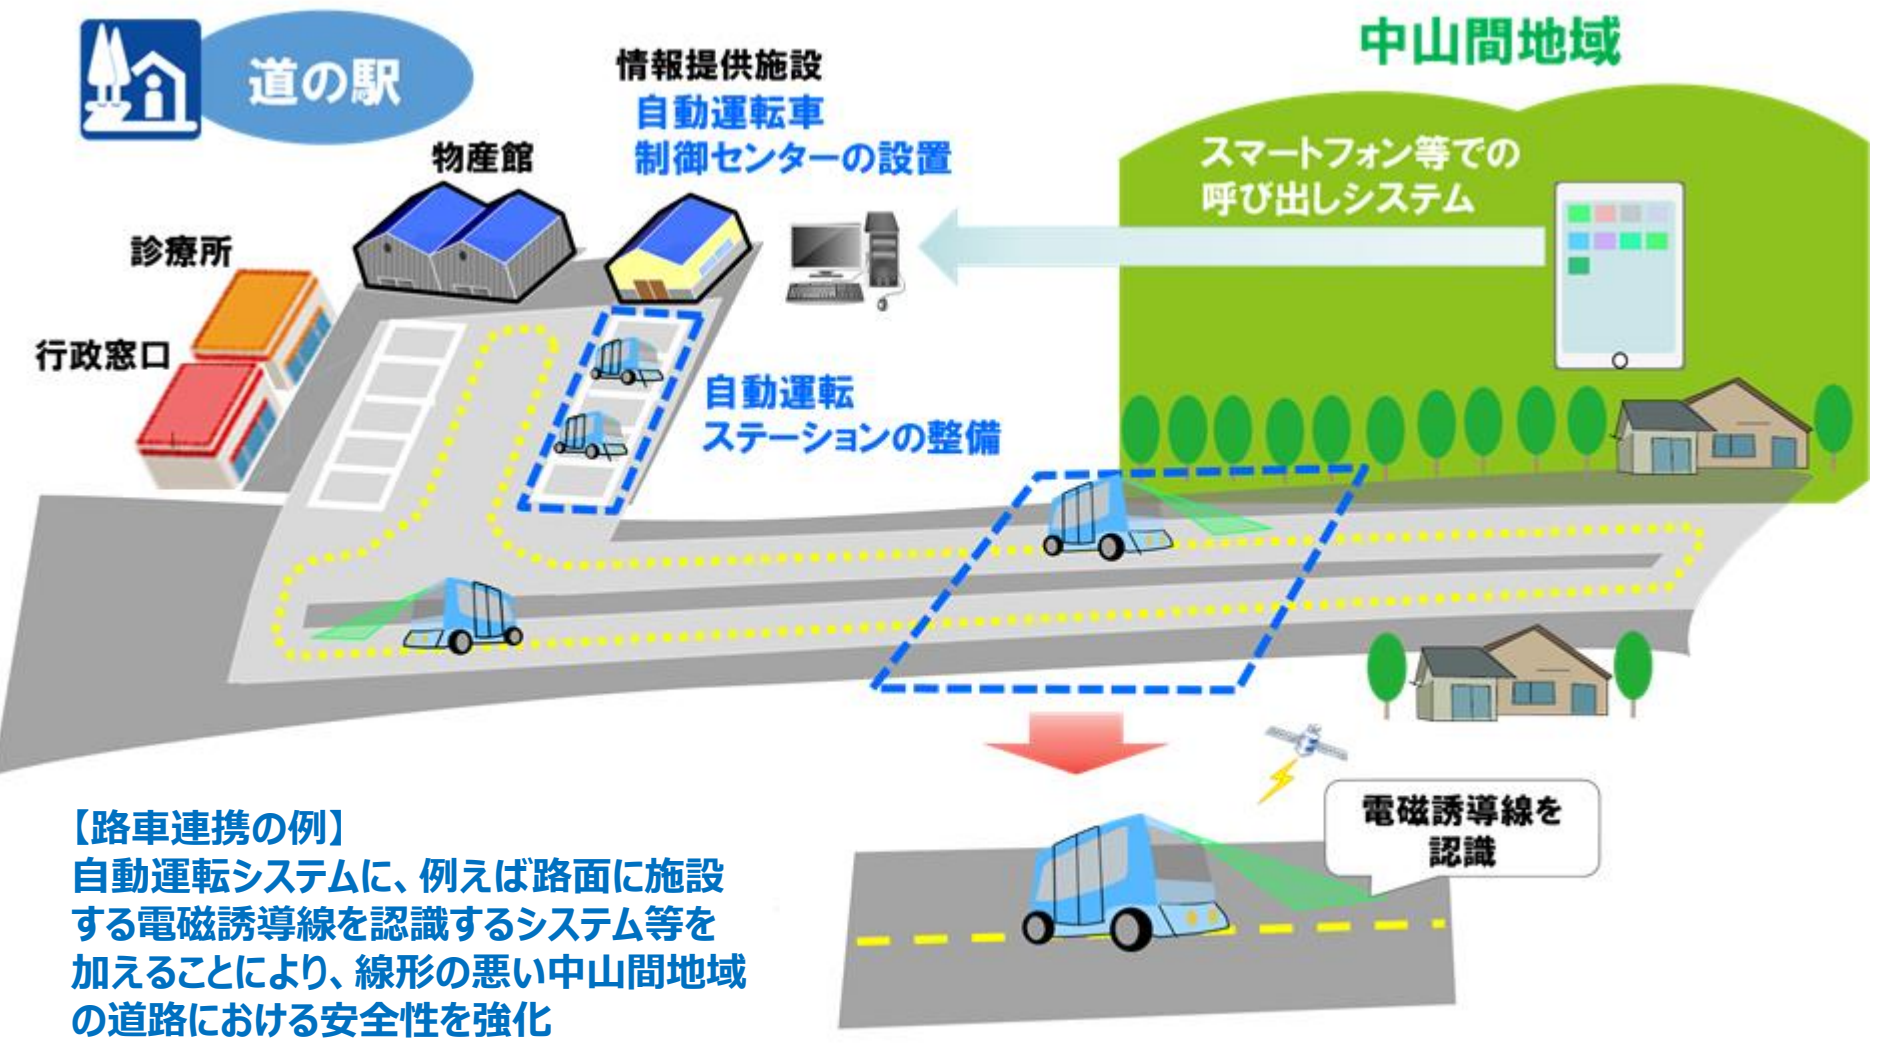 道の駅
情報提供施設
自動運転車
制御センターの設置
物産館
診療所
行政窓口
中山間地域
スマートフォン等での
呼び出しシステム
自動運転
ステーションの整備
電磁誘導線を
認識
【路車連携の例】
自動運転システムに、例えば路面に施設
する電磁誘導線を認識するシステム等を
加えることにより、線形の悪い中山間地域
の道路における安全性を強化